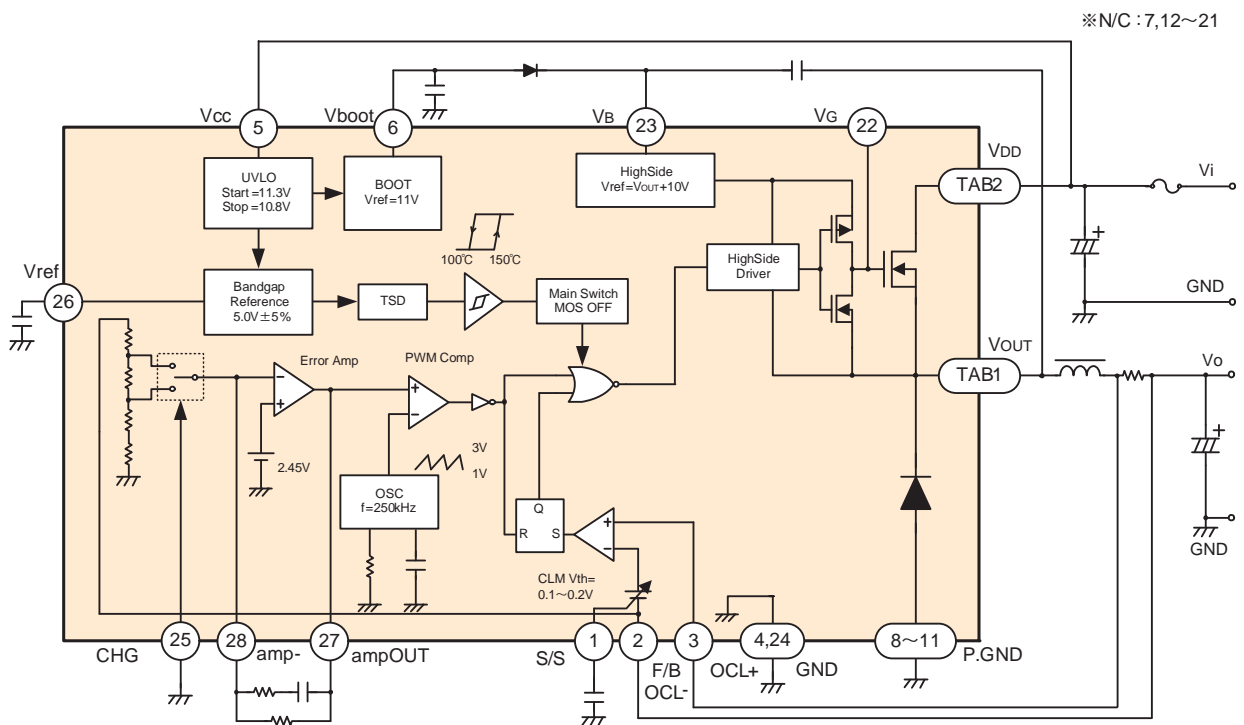 ※N/C : 7,12～21
Vcc
5
Vboot
6
VB
23
VG
22
VDD
TAB2
Vi
UVLO
Start =11.3V
Stop =10.8V
BOOT
Vref=11V
HighSide
Vref=VOUT+10V
100℃
150℃
HighSide
Driver
Vref
26
Bandgap
Reference
5.0V±5%
TSD
Main Switch
MOS OFF
GND
VOUT
TAB1
Vo
Error Amp
PWM Comp
2.45V
3V
1V
OSC
f=250kHz
Q
R
S
CLM Vth=
0.1～0.2V
GND
25
28
27
1
2
3
4,24
8～11
CHG
amp-
ampOUT
S/S
F/B
OCL-
OCL+
GND
P.GND